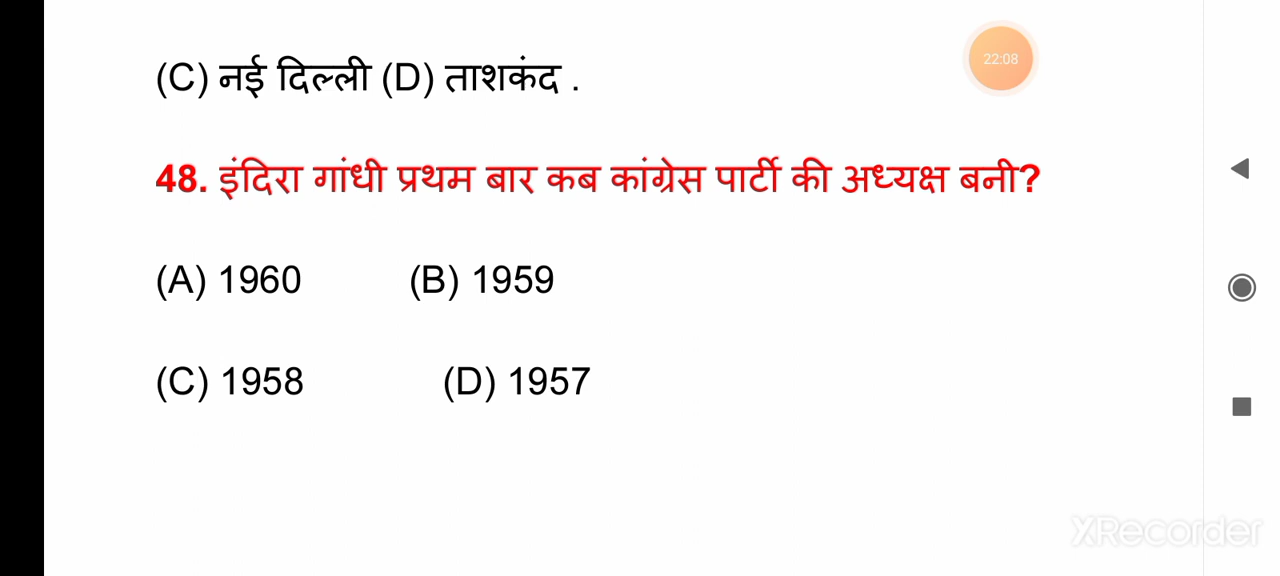 22:08
(C) नई दिल्ली (D) ताशकंद .
48. इंदिरा गांधी प्रथम बार कब कांग्रेस पार्टी की अध्यक्ष बनी?
(A) 1960 (B) 1959
(C) 1958 (D) 1957
XRecorder